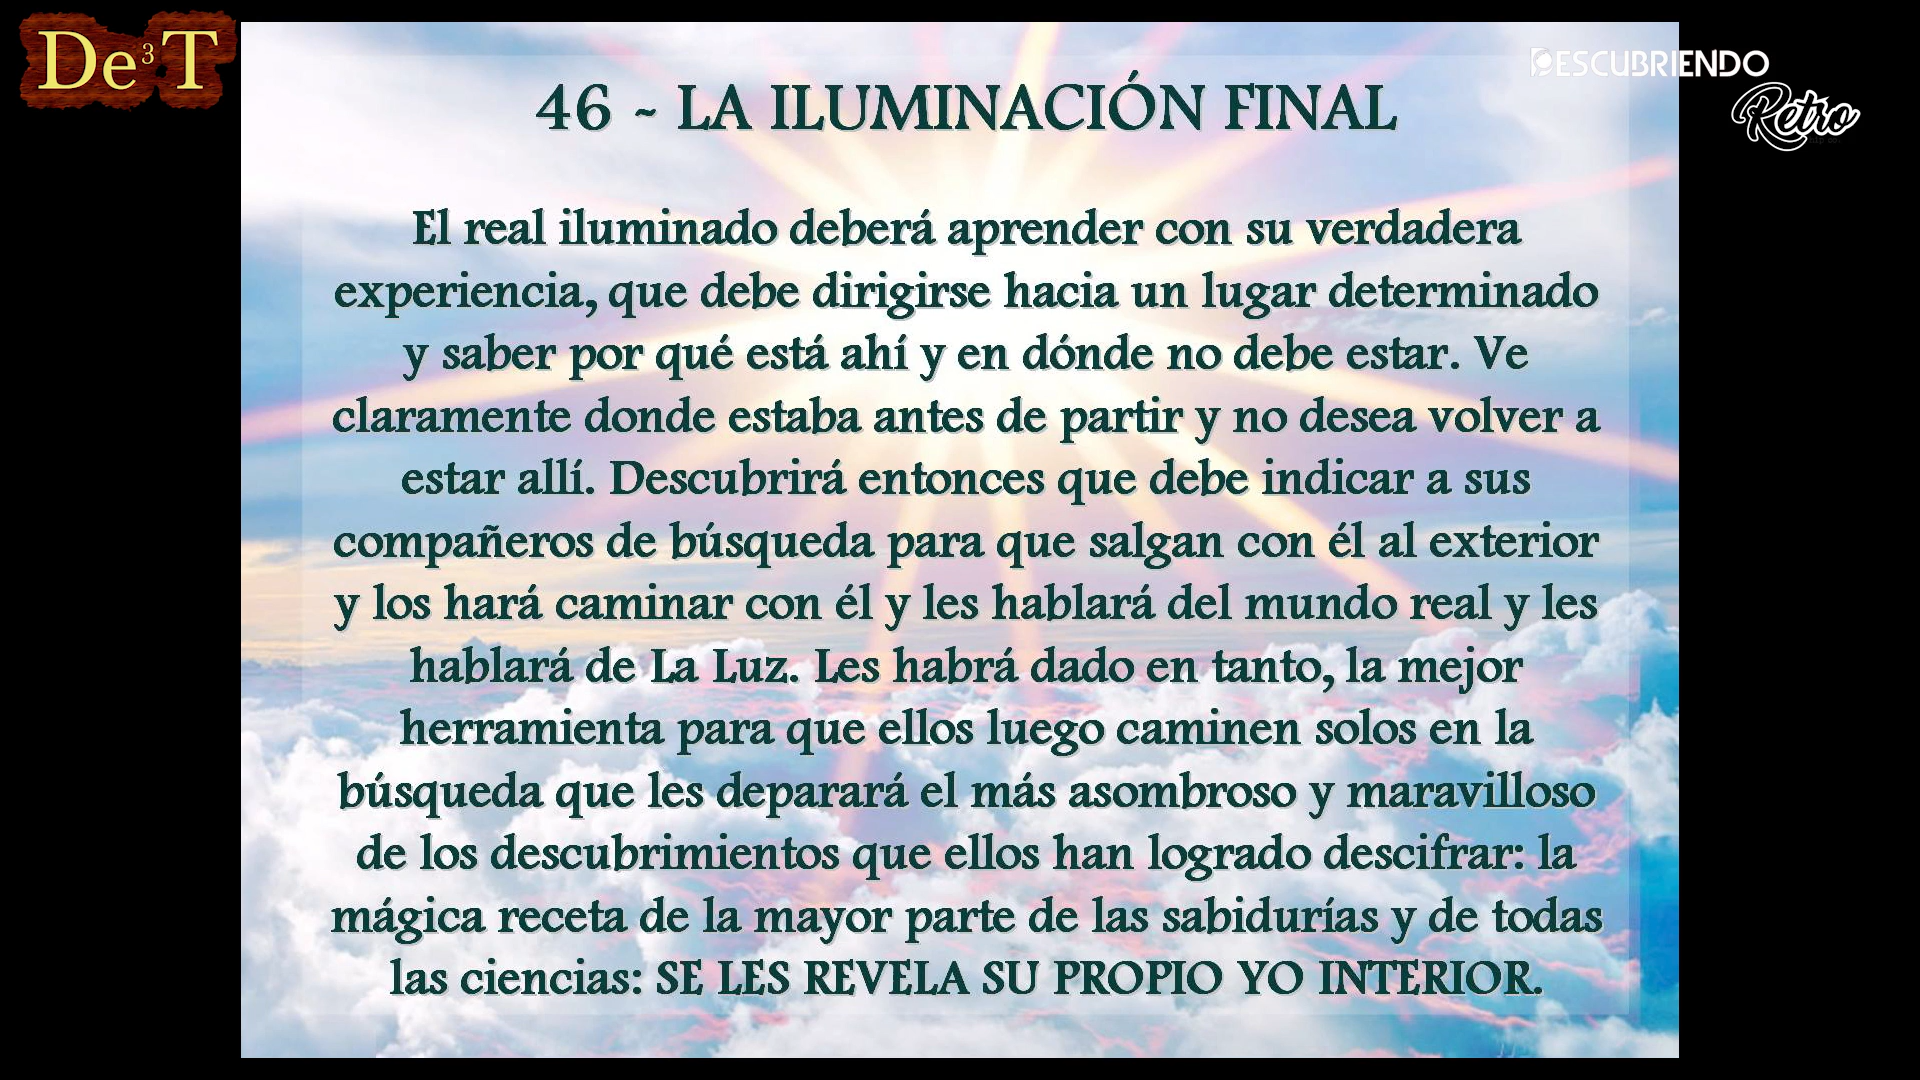 De³T
DESCUBRIENDO
Retro
46 - LA ILUMINACIÓN FINAL
El real iluminado deberá aprender con su verdadera
experiencia, que debe dirigirse hacia un lugar determinado
y saber por qué está ahí y en dónde no debe estar. Ve
claramente donde estaba antes de partir y no desea volver a
estar allí. Descubrirá entonces que debe indicar a sus
compañeros de búsqueda para que salgan con él al exterior
y los hará caminar con él y les hablará del mundo real y les
hablará de La Luz. Les habrá dado en tanto, la mejor
herramienta para que ellos luego caminen solos en la
búsqueda que les deparará el más asombroso y maravilloso
de los descubrimientos que ellos han logrado descifrar: la
mágica receta de la mayor parte de las sabidurías y de todas
las ciencias: SE LES REVELA SU PROPIO YO INTERIOR.